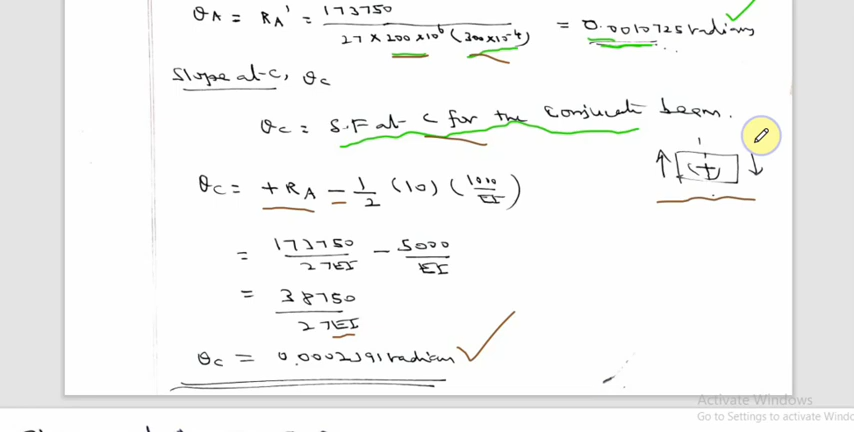 θA = RA' = 173750 / 27 × 200 × 10⁶ (300×10⁻⁴) = 0.0010725 radians
Slope at C, θc
θc = S.F at C for the conjucate beam.
θc = + RA − 1/2 (10) (1000/EI)
= 173750/27EI − 5000/EI
= 38750/27EI
θc = 0.0002391 radian
Activate Windows
Go to Settings to activate Windo